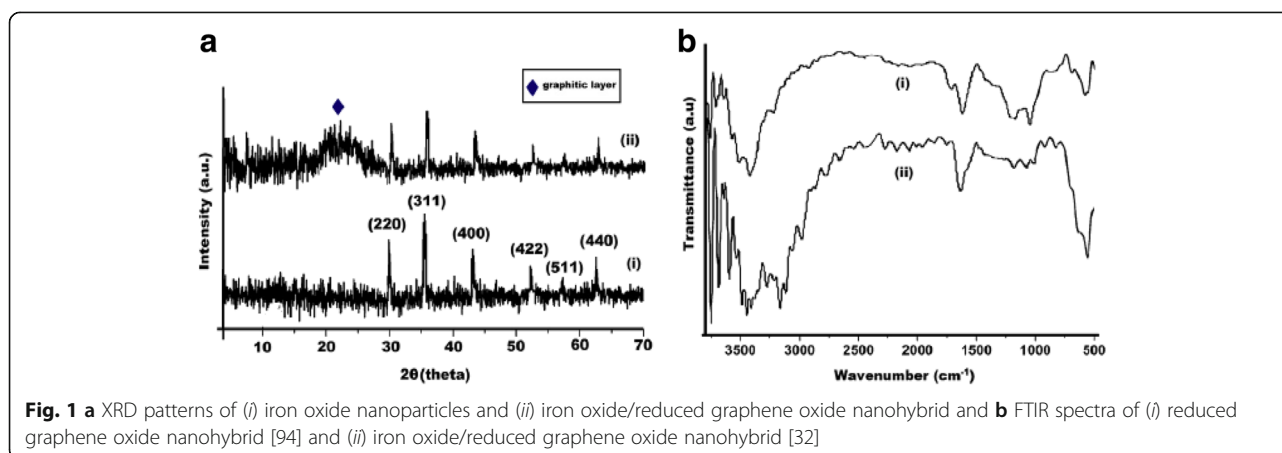 a
graphitic layer
(ii)
(311)
(220)
(400)
(422)
(511)
(440)
(i)
Intensity (a.u.)
10 20 30 40 50 60 70
2θ(theta)
b
(i)
(ii)
Transmittance (a.u)
3500 3000 2500 2000 1500 1000 500
Wavenumber (cm⁻¹)
Fig. 1 a XRD patterns of (i) iron oxide nanoparticles and (ii) iron oxide/reduced graphene oxide nanohybrid and b FTIR spectra of (i) reduced
graphene oxide nanohybrid [94] and (ii) iron oxide/reduced graphene oxide nanohybrid [32]